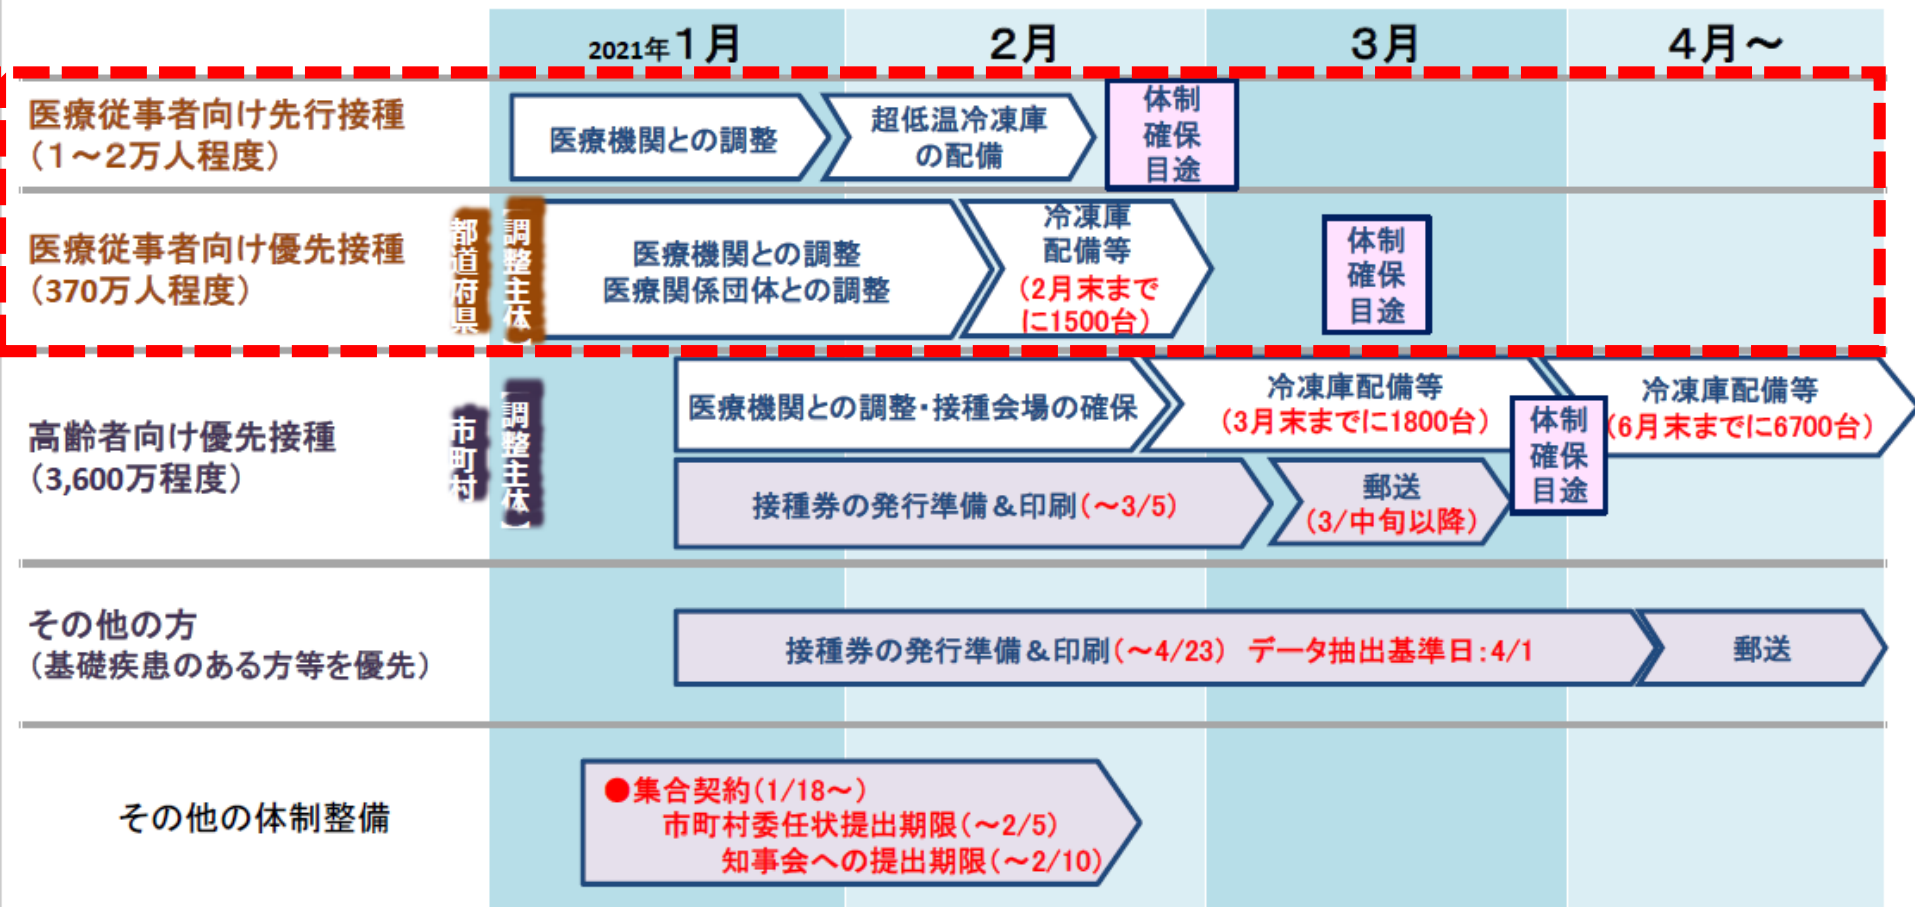 2021年1月
2月
3月
4月～
医療従事者向け先行接種
（1～2万人程度）
医療機関との調整
超低温冷凍庫
の配備
体制
確保
目途
医療従事者向け優先接種
（370万人程度）
【調整主体】
都道府県
医療機関との調整
医療関係団体との調整
冷凍庫
配備等
（2月末まで
に1500台）
体制
確保
目途
高齢者向け優先接種
（3,600万程度）
【調整主体】
市町村
医療機関との調整・接種会場の確保
冷凍庫配備等
（3月末までに1800台）
冷凍庫配備等
（6月末までに6700台）
体制
確保
目途
接種券の発行準備＆印刷（～3/5）
郵送
（3/中旬以降）
その他の方
（基礎疾患のある方等を優先）
接種券の発行準備＆印刷（～4/23） データ抽出基準日：4/1
郵送
その他の体制整備
●集合契約（1/18～）
市町村委任状提出期限（～2/5）
知事会への提出期限（～2/10）